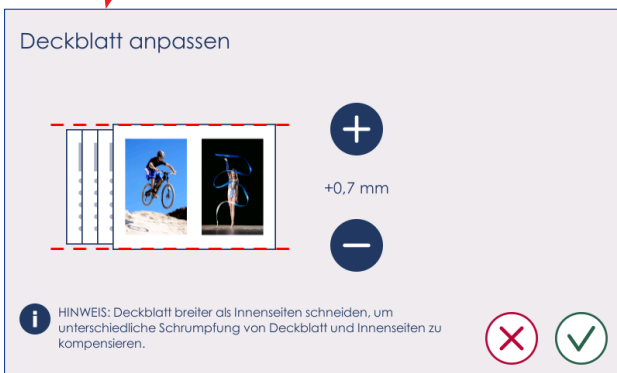 Deckblatt anpassen
+0,7 mm
HINWEIS: Deckblatt breiter als Innenseiten schneiden, um
unterschiedliche Schrumpfung von Deckblatt und Innenseiten zu
kompensieren.